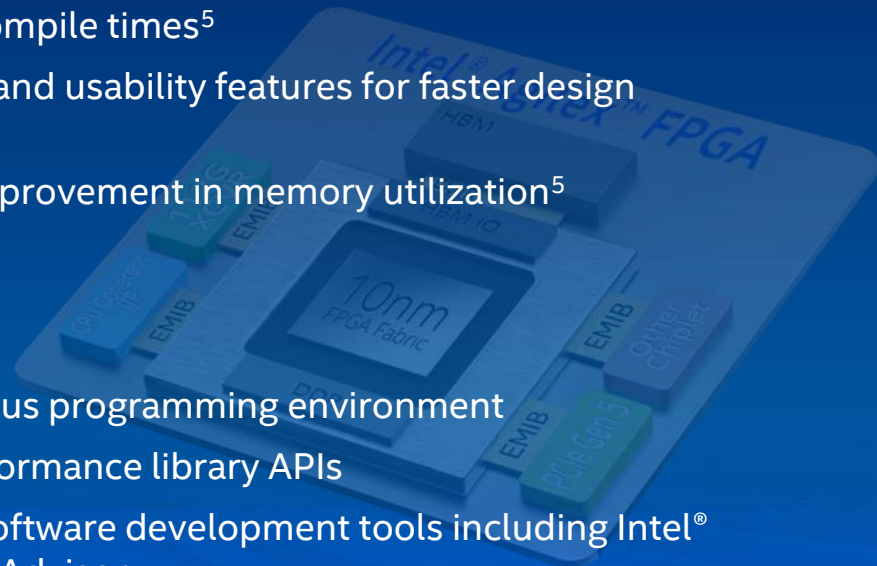 ompile times⁵
and usability features for faster design
provement in memory utilization⁵
us programming environment
ormance library APIs
oftware development tools including Intel®
Intel® Agilex™ FPGA
HBM
HBM IO
EMIB
CPU Coherent
I/F
EMIB
10nm
FPGA Fabric
EMIB
Other
Chiplet
EMIB
PCIe Gen 5